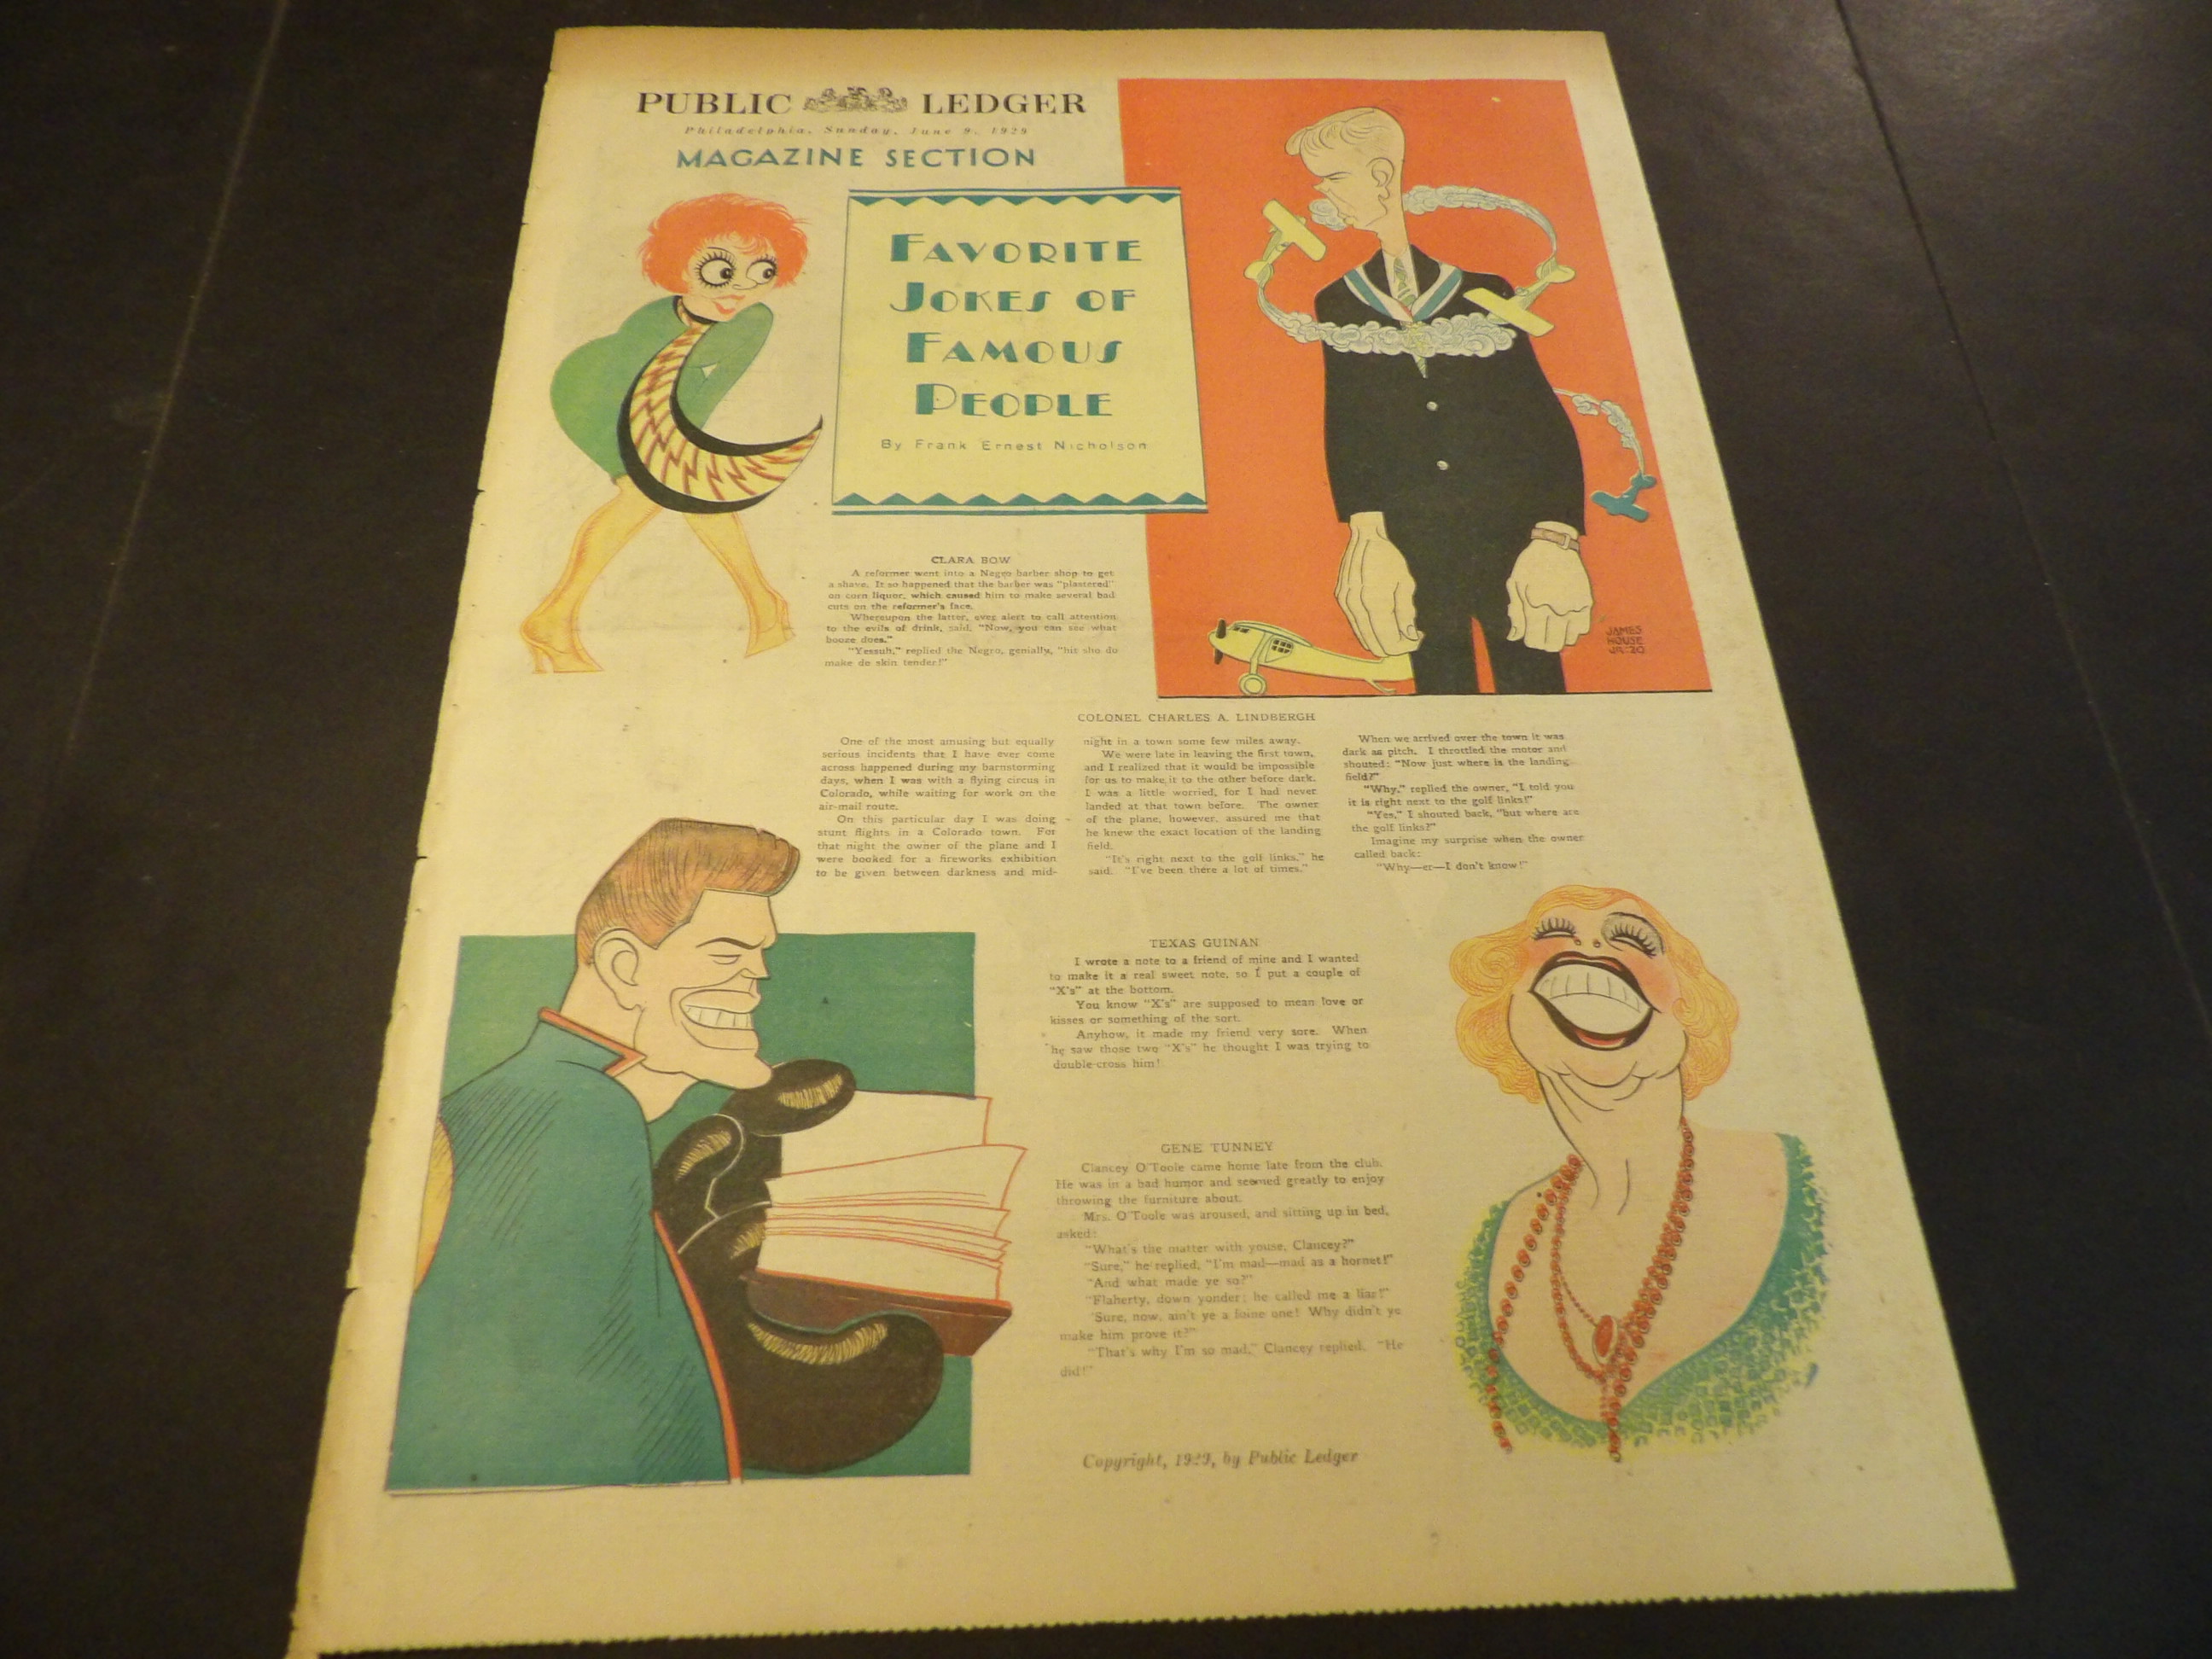 PUBLIC LEDGER
Philadelphia, Sunday, June 9, 1929
MAGAZINE SECTION
FAVORITE
JOKES OF
FAMOUS
PEOPLE
By Frank Ernest Nicholson
JAMES
HOUSE
JR
CLARA BOW
A reformer went into a Negro barber shop to get
a shave. It so happened that the barber was "plastered"
on corn liquor, which caused him to make several bad
cuts on the reformer's face.
Whereupon the latter, ever alert to call attention
to the evils of drink, said, "Now, you can see what
booze does."
"Yessuh," replied the Negro, genially, "hit sho do
make de skin tender!"
COLONEL CHARLES A. LINDBERGH
One of the most amusing but equally
serious incidents that I have ever come
across happened during my barnstorming
days, when I was with a flying circus in
Colorado, while waiting for work on the
air-mail route.
On this particular day I was doing
stunt flights in a Colorado town. For
that night the owner of the plane and I
were booked for a fireworks exhibition
to be given between darkness and mid-
night in a town some few miles away.
We were late in leaving the first town,
and I realized that it would be impossible
for us to make it to the other before dark.
I was a little worried, for I had never
landed at that town before. The owner
of the plane, however, assured me that
he knew the exact location of the landing
field.
"It's right next to the golf links," he
said. "I've been there a lot of times."
When we arrived over the town it was
dark as pitch. I throttled the motor and
shouted: "Now just where is the landing
field?"
"Why," replied the owner, "I told you
it is right next to the golf links!"
"Yes," I shouted back, "but where are
the golf links?"
Imagine my surprise when the owner
called back:
"Why—er—I don't know!"
TEXAS GUINAN
I wrote a note to a friend of mine and I wanted
to make it a real sweet note, so I put a couple of
"X's" at the bottom.
You know "X's" are supposed to mean love or
kisses or something of the sort.
Anyhow, it made my friend very sore. When
he saw those two "X's" he thought I was trying to
double-cross him!
GENE TUNNEY
Clancey O'Toole came home late from the club.
He was in a bad humor and seemed greatly to enjoy
throwing the furniture about.
Mrs. O'Toole was aroused, and sitting up in bed,
asked:
"What's the matter with youse, Clancey?"
"Sure," he replied, "I'm mad—mad as a hornet!"
"And what made ye so?"
"Flaherty, down yonder; he called me a liar!"
"Sure, now, ain't ye a foine one! Why didn't ye
make him prove it?"
"That's why I'm so mad," Clancey replied. "He
did!"
Copyright, 1929, by Public Ledger